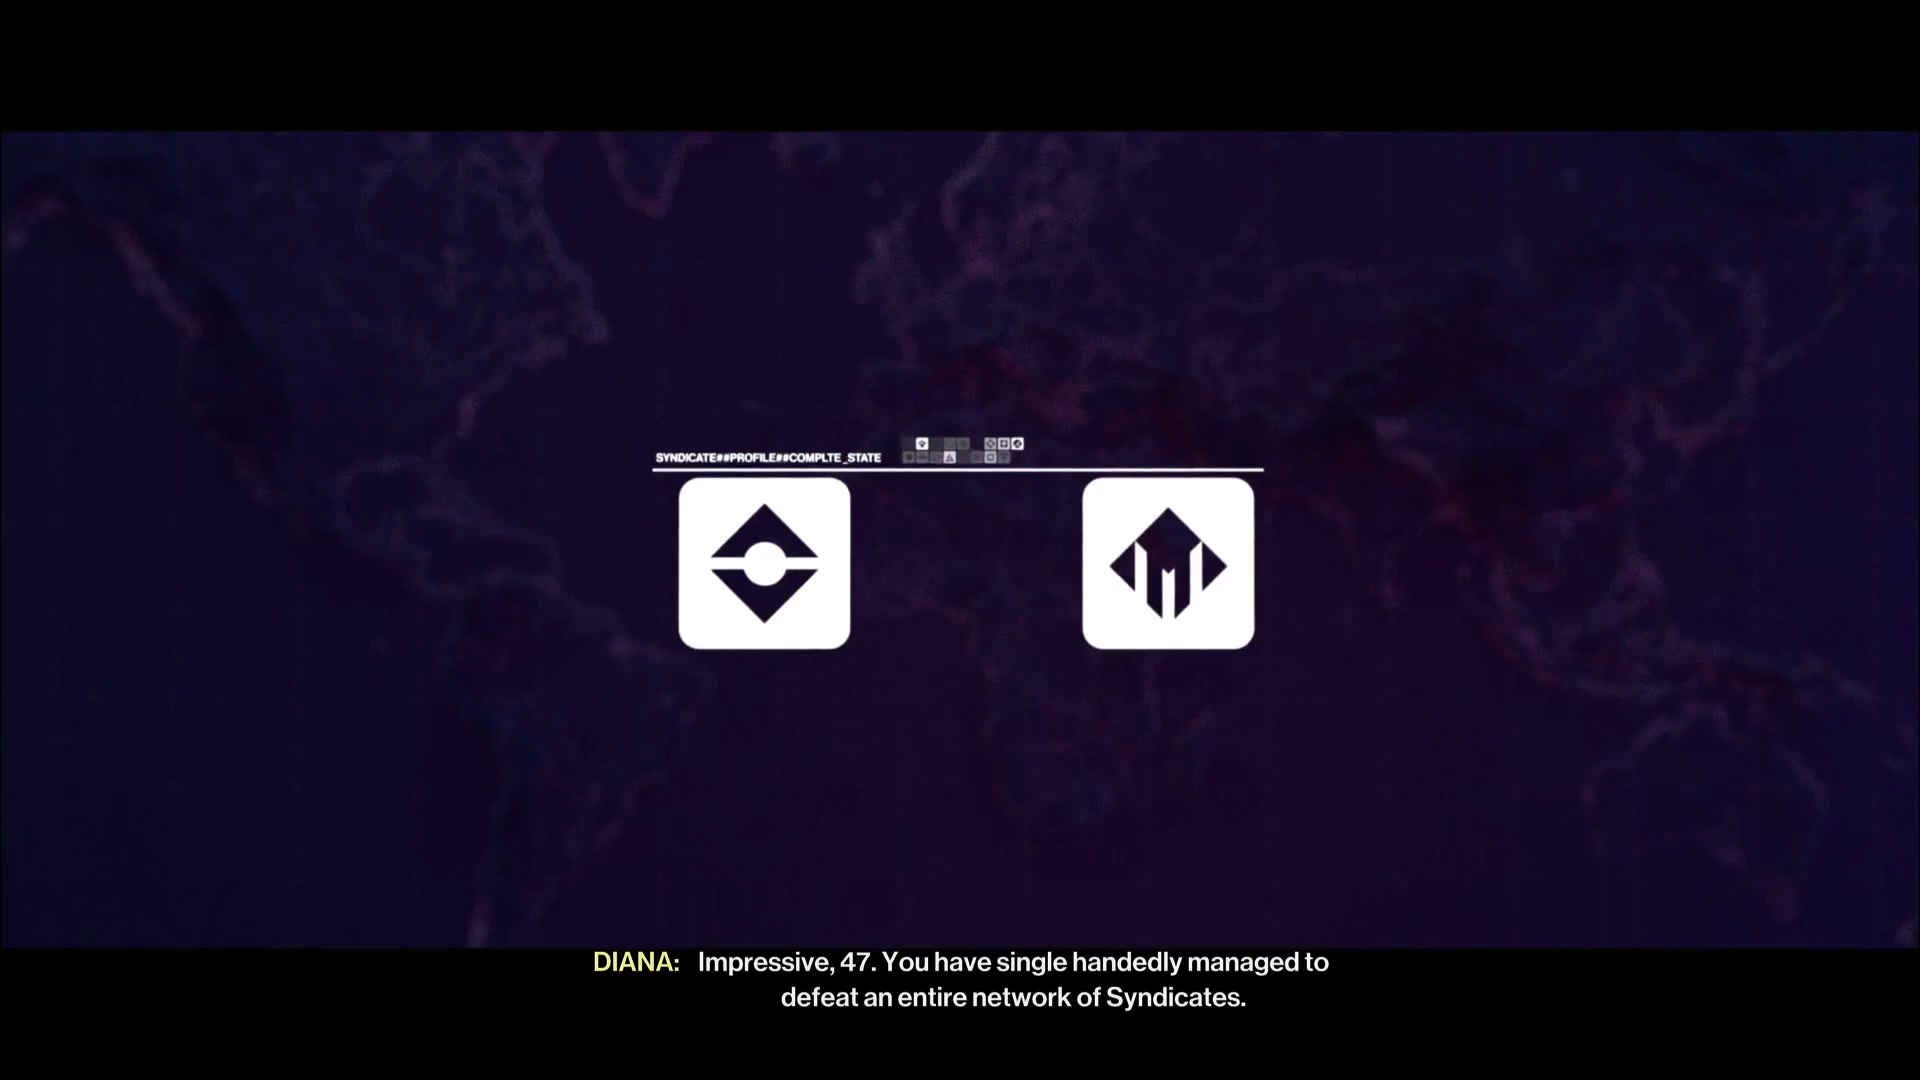 SYNDICATE##PROFILE##COMPLTE_STATE
DIANA: Impressive, 47. You have single handedly managed to
defeat an entire network of Syndicates.